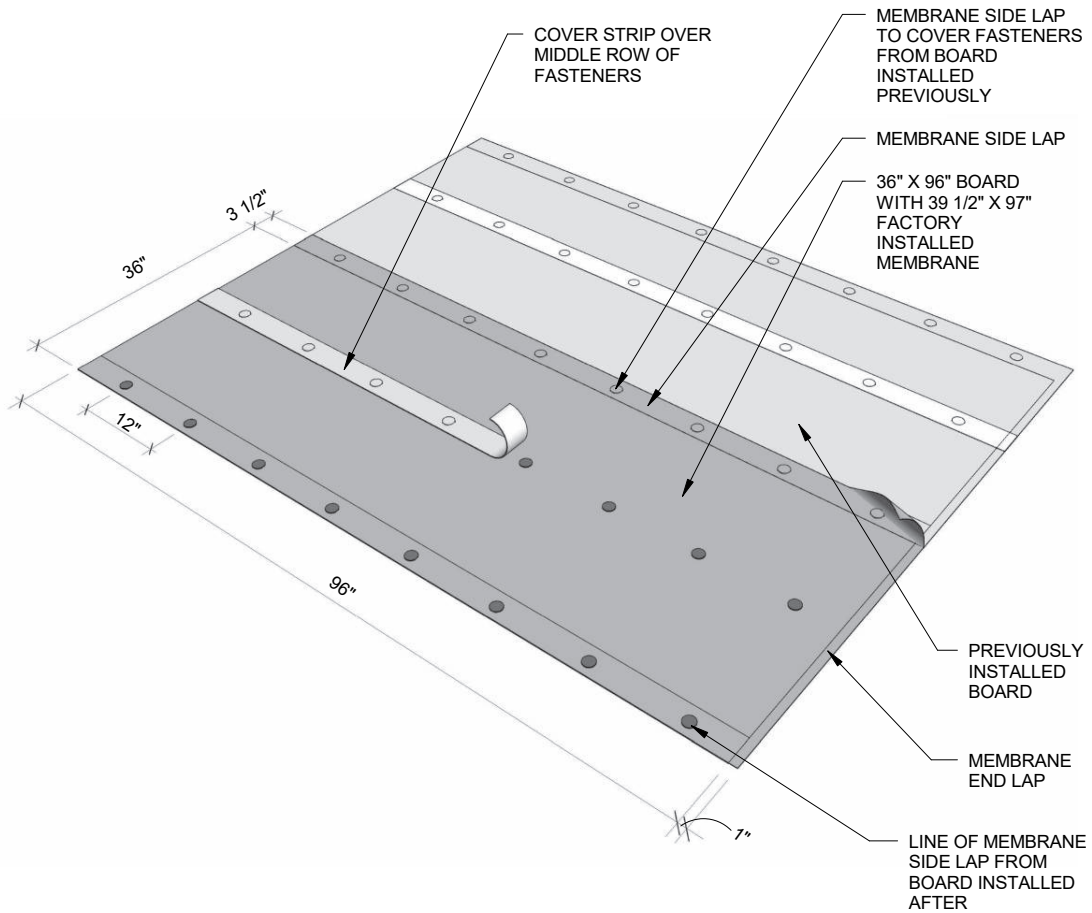 COVER STRIP OVER
MIDDLE ROW OF
FASTENERS
MEMBRANE SIDE LAP
TO COVER FASTENERS
FROM BOARD
INSTALLED
PREVIOUSLY
MEMBRANE SIDE LAP
36" X 96" BOARD
WITH 39 1/2" X 97"
FACTORY
INSTALLED
MEMBRANE
3 1/2"
36"
12"
96"
1"
PREVIOUSLY
INSTALLED
BOARD
MEMBRANE
END LAP
LINE OF MEMBRANE
SIDE LAP FROM
BOARD INSTALLED
AFTER